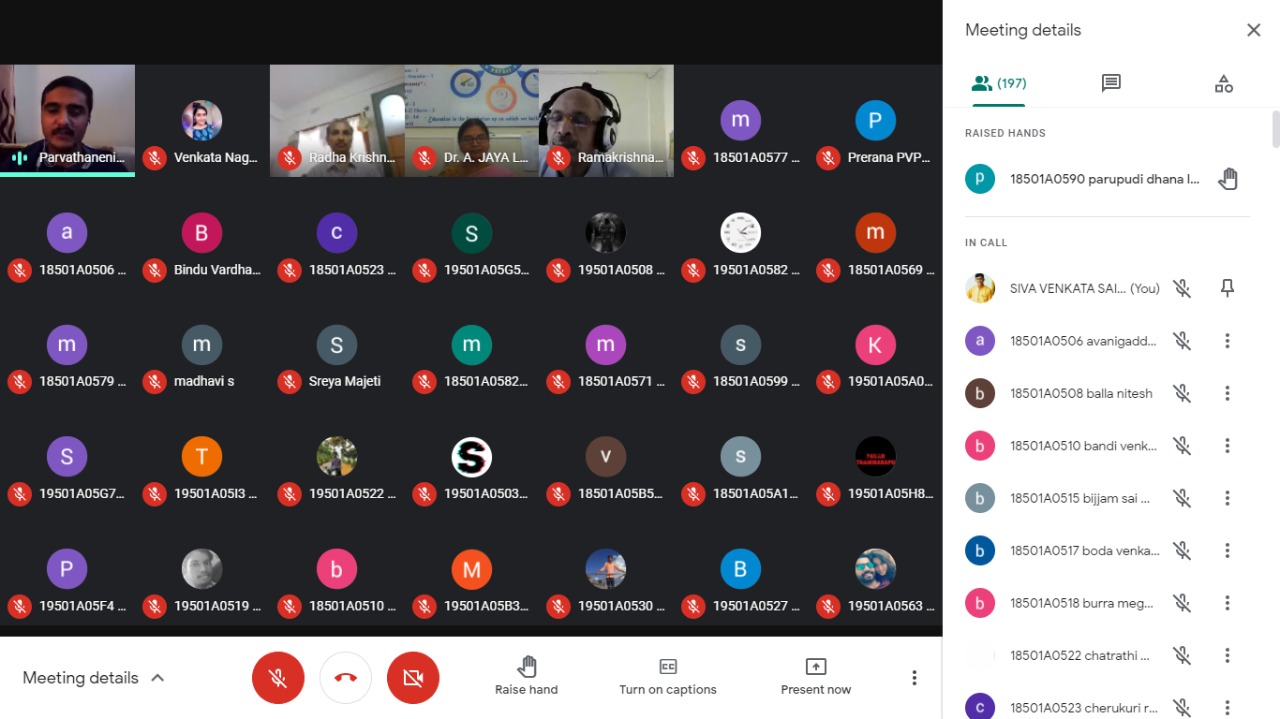 Parvathaneni...
Venkata Nag...
Radha Krishn...
Dr. A. JAYA L...
Ramakrishna...
m
18501A0577 ...
P
Prerana PVP...
a
18501A0506 ...
B
Bindu Vardha...
c
18501A0523 ...
S
19501A05G5...
19501A0508 ...
19501A0582 ...
m
18501A0569 ...
m
18501A0579 ...
m
madhavi s
S
Sreya Majeti
m
18501A0582...
m
18501A0571 ...
s
18501A0599 ...
K
19501A05A0...
S
19501A05G7...
T
19501A05I3 ...
19501A0522 ...
S
19501A0503...
v
18501A05B5...
s
18501A05A1...
19501A05H8...
P
19501A05F4 ...
19501A0519 ...
b
18501A0510 ...
M
19501A05B3...
19501A0530 ...
B
19501A0527 ...
19501A0563 ...
Meeting details
Raise hand
Turn on captions
Present now
Meeting details
(197)
RAISED HANDS
p
18501A0590 parupudi dhana l...
IN CALL
SIVA VENKATA SAI... (You)
a
18501A0506 avanigadd...
b
18501A0508 balla nitesh
b
18501A0510 bandi venk...
b
18501A0515 bijjam sai ...
b
18501A0517 boda venka...
b
18501A0518 burra meg...
18501A0522 chatrathi ...
c
18501A0523 cherukuri r...